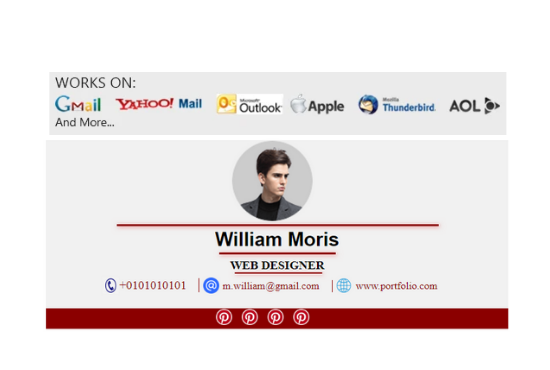 WORKS ON:
Gmail YAHOO! Mail Microsoft Outlook Apple Mozilla Thunderbird. AOL
And More...
William Moris
WEB DESIGNER
+0101010101 | m.william@gmail.com | www.portfolio.com